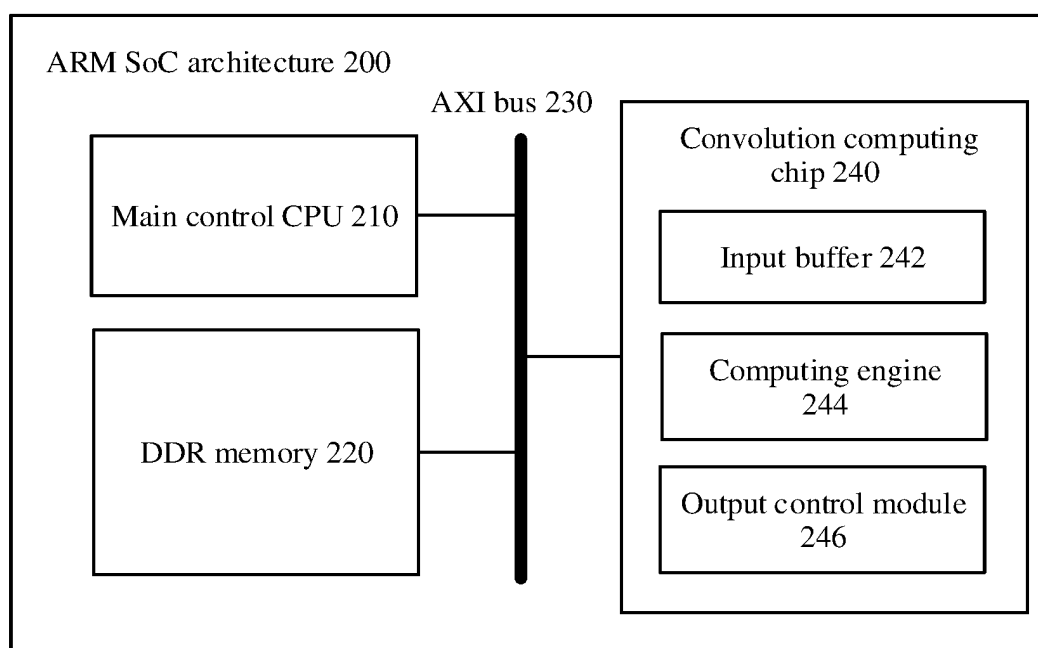 ARM SoC architecture 200
AXI bus 230
Main control CPU 210
DDR memory 220
Convolution computing
chip 240
Input buffer 242
Computing engine
244
Output control module
246